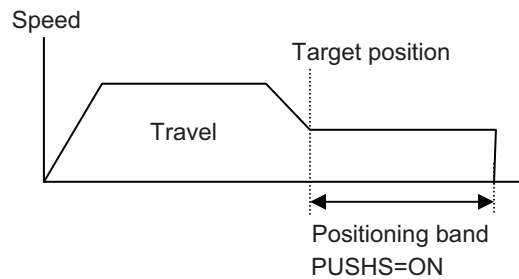 Speed
Target position
Travel
Positioning band
PUSHS=ON